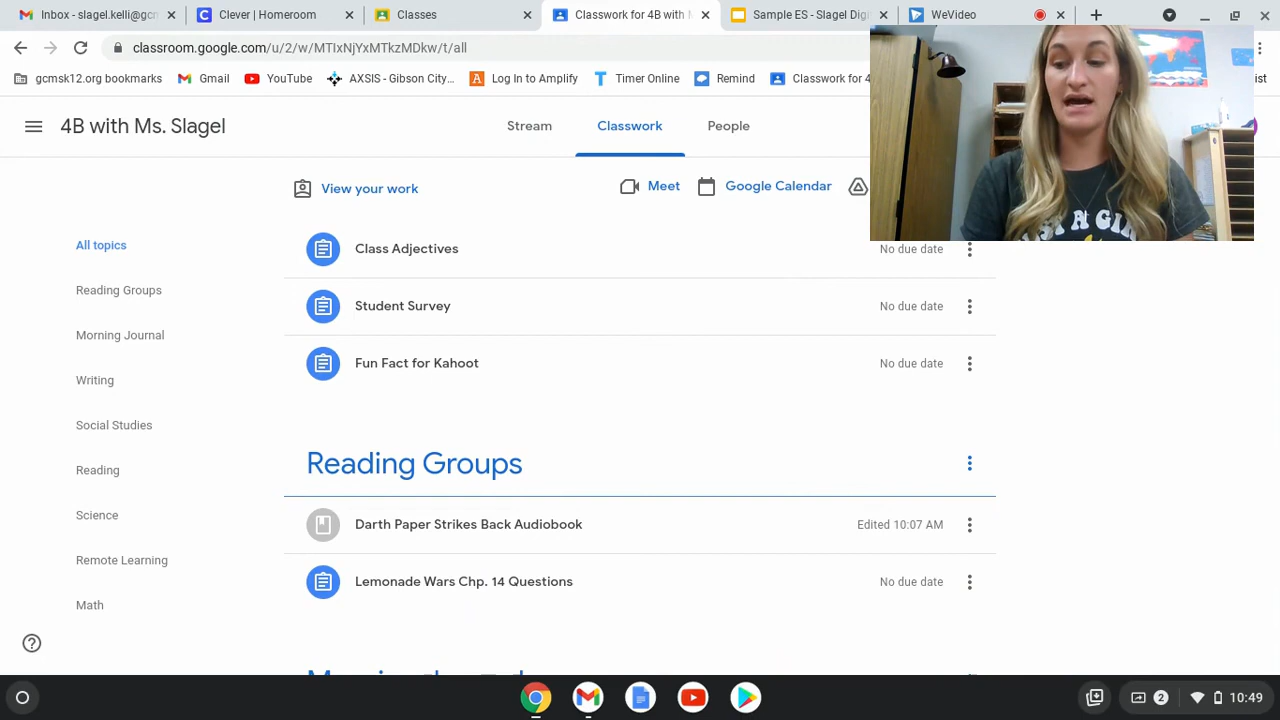 Inbox - slagel.kelli@gcm
Clever | Homeroom
Classes
Classwork for 4B with
Sample ES - Slagel Dig
WeVideo
classroom.google.com/u/2/w/MTIxNjYxMTkzMDkw/t/all
gcmsk12.org bookmarks
Gmail
YouTube
AXSIS - Gibson City...
Log In to Amplify
Timer Online
Remind
Classwork for 4
ist
4B with Ms. Slagel
Stream
Classwork
People
View your work
Meet
Google Calendar
All topics
Reading Groups
Morning Journal
Writing
Social Studies
Reading
Science
Remote Learning
Math
Class Adjectives
No due date
Student Survey
No due date
Fun Fact for Kahoot
No due date
Reading Groups
Darth Paper Strikes Back Audiobook
Edited 10:07 AM
Lemonade Wars Chp. 14 Questions
No due date
2
10:49